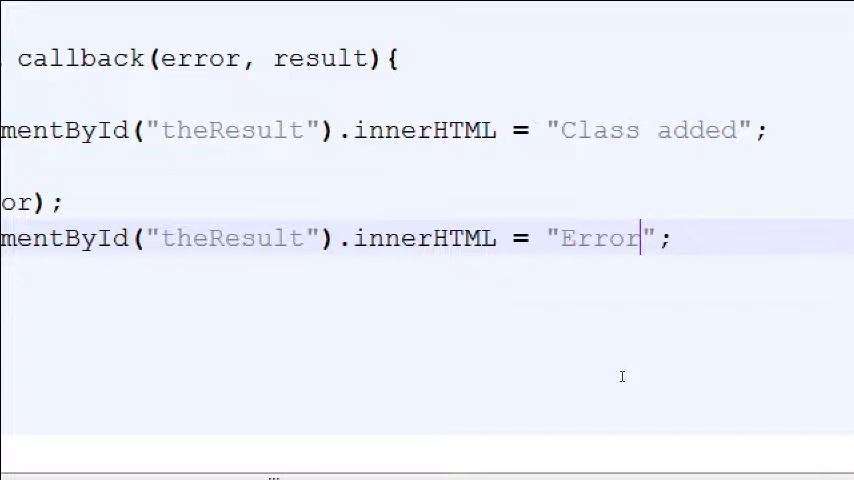 callback(error, result){
mentById("theResult").innerHTML = "Class added";
or);
mentById("theResult").innerHTML = "Error";